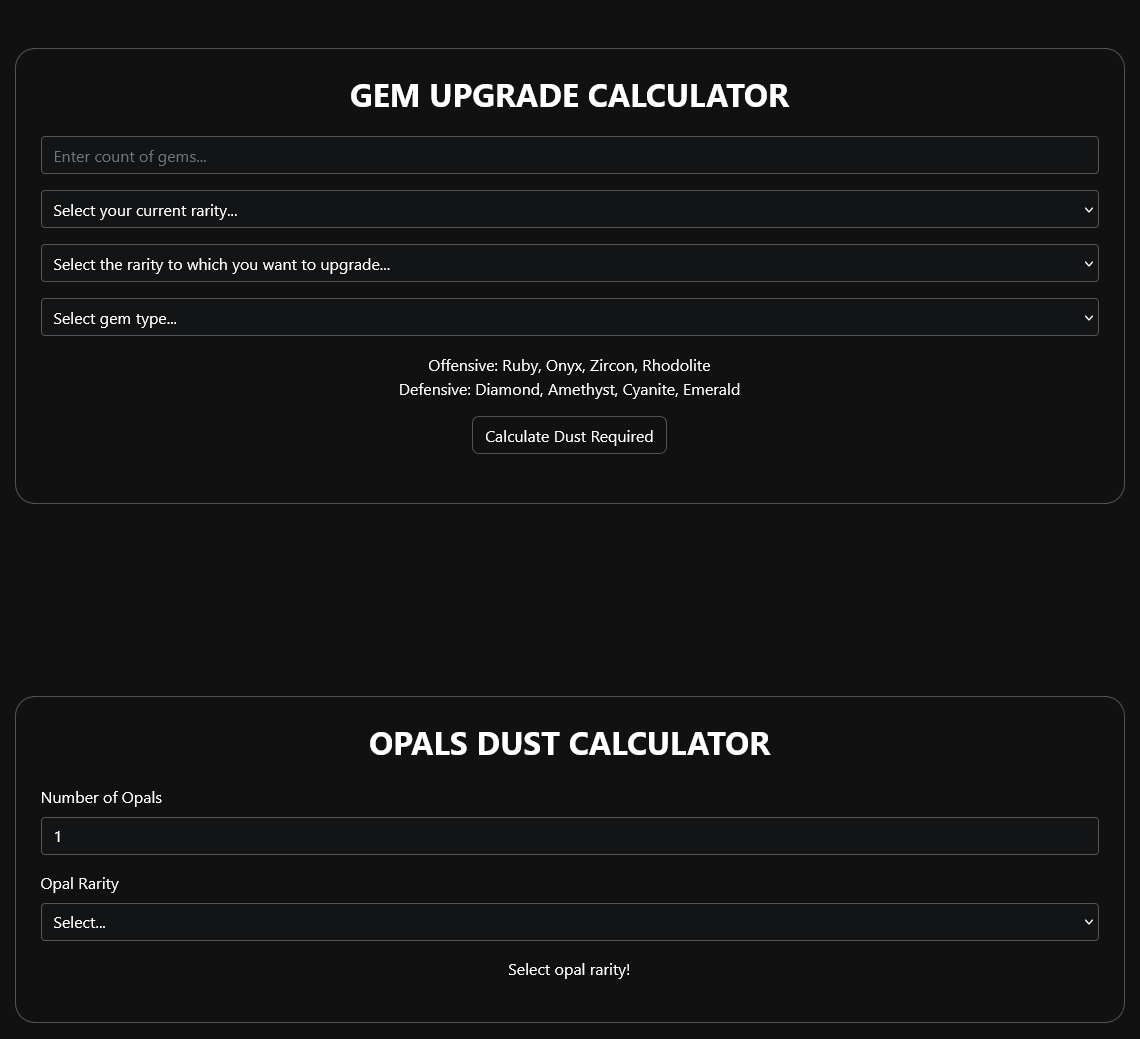 GEM UPGRADE CALCULATOR
Enter count of gems...
Select your current rarity...
Select the rarity to which you want to upgrade...
Select gem type...
Offensive: Ruby, Onyx, Zircon, Rhodolite
Defensive: Diamond, Amethyst, Cyanite, Emerald
Calculate Dust Required
OPALS DUST CALCULATOR
Number of Opals
1
Opal Rarity
Select...
Select opal rarity!